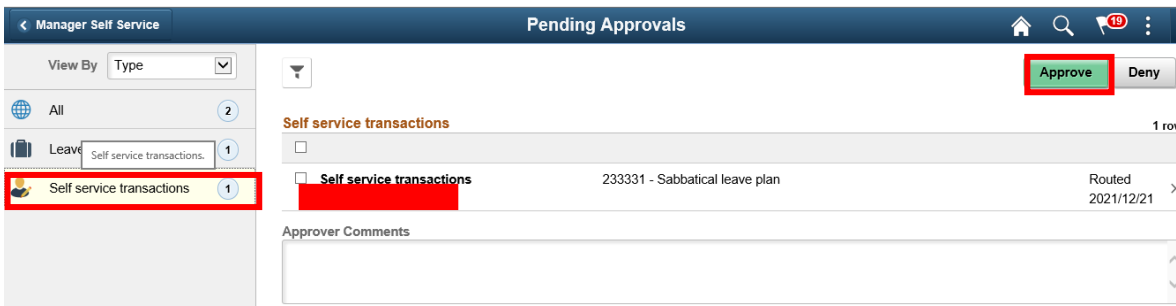 Manager Self Service
Pending Approvals
19
View By Type
Approve
Deny
All 2
Self service transactions
1 row
Leave 1
Self service transactions.
Self service transactions 1
Self service transactions 233331 - Sabbatical leave plan Routed
2021/12/21
Approver Comments